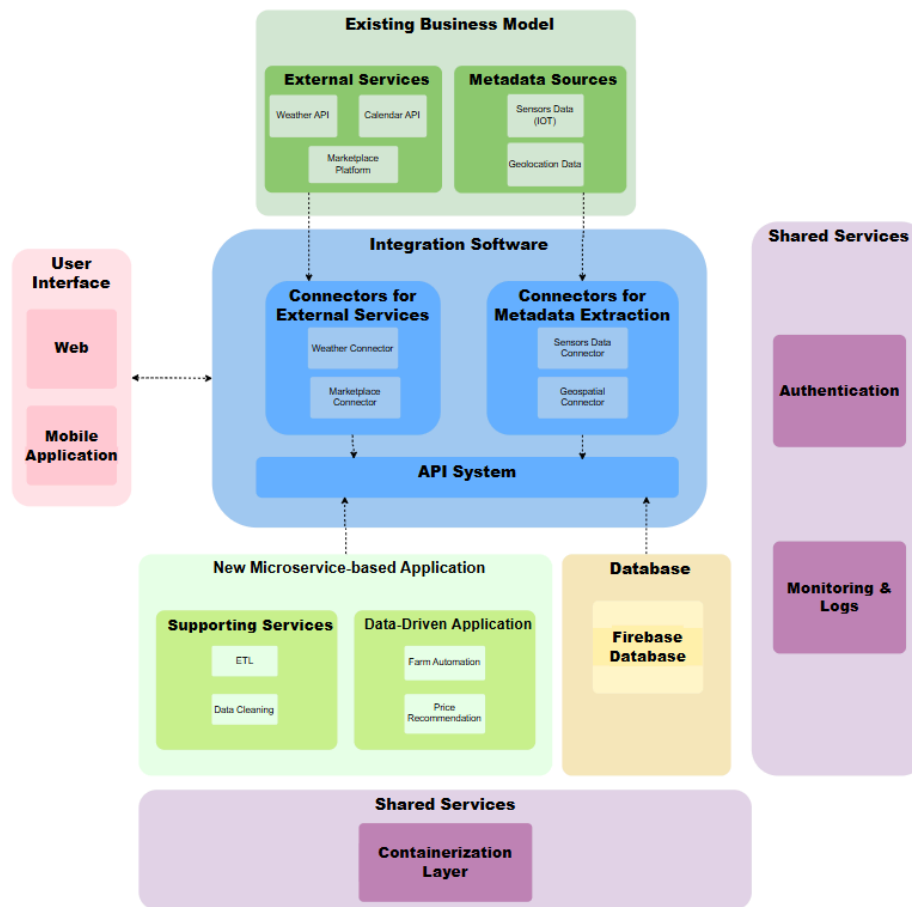 Existing Business Model
External Services
Weather API
Calendar API
Marketplace
Platform
Metadata Sources
Sensors Data
(IOT)
Geolocation Data
User
Interface
Web
Mobile
Application
Integration Software
Connectors for
External Services
Weather Connector
Marketplace
Connector
Connectors for
Metadata Extraction
Sensors Data
Connector
Geospatial
Connector
API System
Shared Services
Authentication
Monitoring &
Logs
New Microservice-based Application
Supporting Services
ETL
Data Cleaning
Data-Driven Application
Farm Automation
Price
Recommendation
Database
Firebase
Database
Shared Services
Containerization
Layer